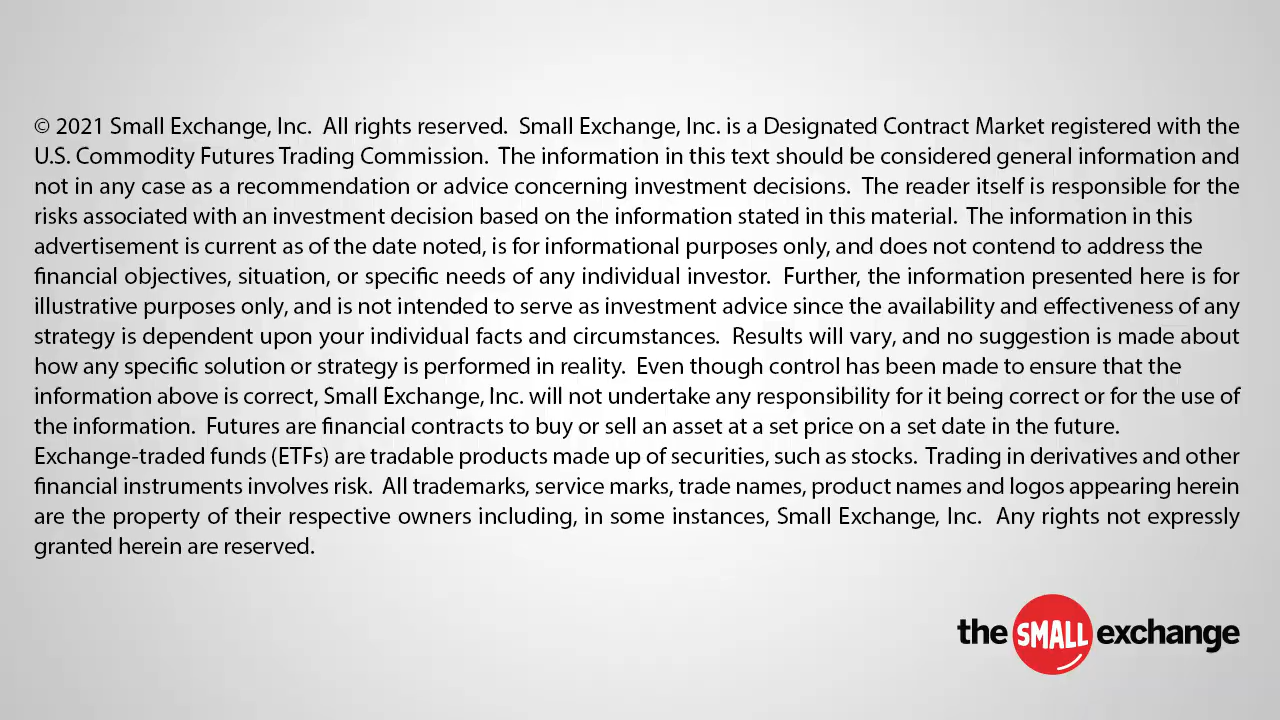 © 2021 Small Exchange, Inc.  All rights reserved.  Small Exchange, Inc. is a Designated Contract Market registered with the
U.S. Commodity Futures Trading Commission.  The information in this text should be considered general information and
not in any case as a recommendation or advice concerning investment decisions.  The reader itself is responsible for the
risks associated with an investment decision based on the information stated in this material.  The information in this
advertisement is current as of the date noted, is for informational purposes only, and does not contend to address the
financial objectives, situation, or specific needs of any individual investor.  Further, the information presented here is for
illustrative purposes only, and is not intended to serve as investment advice since the availability and effectiveness of any
strategy is dependent upon your individual facts and circumstances.  Results will vary, and no suggestion is made about
how any specific solution or strategy is performed in reality.  Even though control has been made to ensure that the
information above is correct, Small Exchange, Inc. will not undertake any responsibility for it being correct or for the use of
the information.  Futures are financial contracts to buy or sell an asset at a set price on a set date in the future.
Exchange-traded funds (ETFs) are tradable products made up of securities, such as stocks. Trading in derivatives and other
financial instruments involves risk.  All trademarks, service marks, trade names, product names and logos appearing herein
are the property of their respective owners including, in some instances, Small Exchange, Inc.  Any rights not expressly
granted herein are reserved.
the SMALL exchange